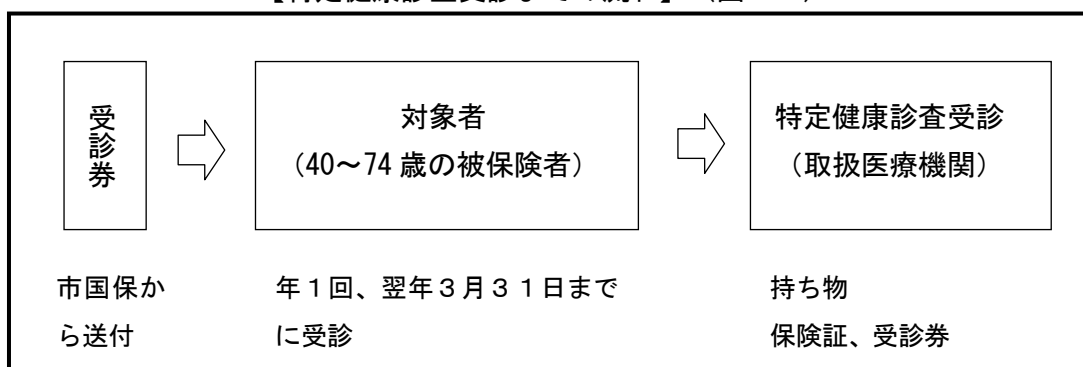 受診券
対象者
(40~74歳の被保険者)
特定健康診査受診
(取扱医療機関)
市国保か
ら送付
年1回、翌年3月31日まで
に受診
持ち物
保険証、受診券